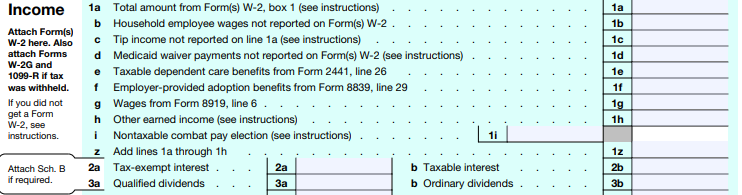 Income
Attach Form(s)
W-2 here. Also
attach Forms
W-2G and
1099-R if tax
was withheld.
If you did not
get a Form
W-2, see
instructions.
1a Total amount from Form(s) W-2, box 1 (see instructions) . . . . . . . . . . . . . 1a
b Household employee wages not reported on Form(s) W-2 . . . . . . . . . . . . . 1b
c Tip income not reported on line 1a (see instructions) . . . . . . . . . . . . . . 1c
d Medicaid waiver payments not reported on Form(s) W-2 (see instructions) . . . . . . . . 1d
e Taxable dependent care benefits from Form 2441, line 26 . . . . . . . . . . . . 1e
f Employer-provided adoption benefits from Form 8839, line 29 . . . . . . . . . . . 1f
g Wages from Form 8919, line 6 . . . . . . . . . . . . . . . . . . . . 1g
h Other earned income (see instructions) . . . . . . . . . . . . . . . . . 1h
i Nontaxable combat pay election (see instructions) . . . . . . . 1i
z Add lines 1a through 1h . . . . . . . . . . . . . . . . . . . . . 1z
Attach Sch. B
if required.
2a Tax-exempt interest . . . 2a b Taxable interest . . . . . 2b
3a Qualified dividends . . . 3a b Ordinary dividends . . . . . 3b